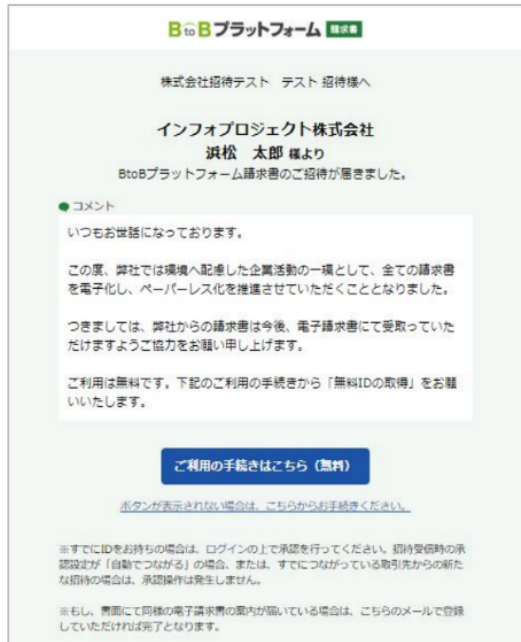 BtoBプラットフォーム 請求書
株式会社招待テスト テスト 招待様へ
インフォプロジェクト株式会社
浜松 太郎 様より
BtoBプラットフォーム請求書のご招待が届きました。
コメント
いつもお世話になっております。
この度、弊社では環境へ配慮した企業活動の一環として、全ての請求書
を電子化し、ペーパーレス化を推進させていただくこととなりました。
つきましては、弊社からの請求書は今後、電子請求書にて受取っていた
だけますようご協力をお願い申し上げます。
ご利用は無料です。下記のご利用の手続きから「無料IDの取得」をお願
いいたします。
ご利用の手続きはこちら（無料）
ボタンが表示されない場合は、こちらからお手続きください。
※すでにIDをお持ちの場合は、ログインの上で承認を行ってください。招待受信時の承
認設定が「自動でつながる」の場合、または、すでにつながっている取引先からの新た
な招待の場合は、承認操作は発生しません。
※もし、書面にて同様の電子請求書の案内が届いている場合は、こちらのメールで登録
していただければ完了となります。